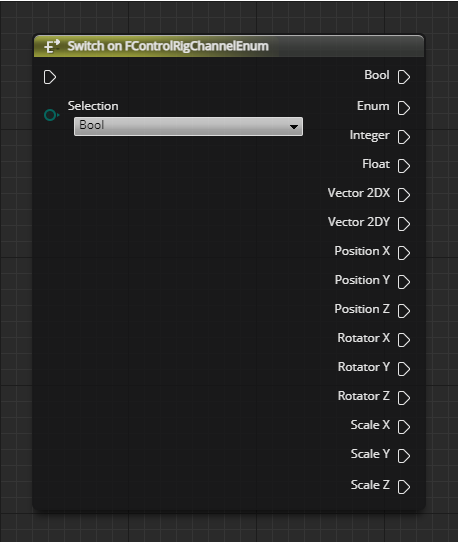 Switch on FControlRigChannelEnum
Bool
Enum
Selection
Bool
Integer
Float
Vector 2DX
Vector 2DY
Position X
Position Y
Position Z
Rotator X
Rotator Y
Rotator Z
Scale X
Scale Y
Scale Z